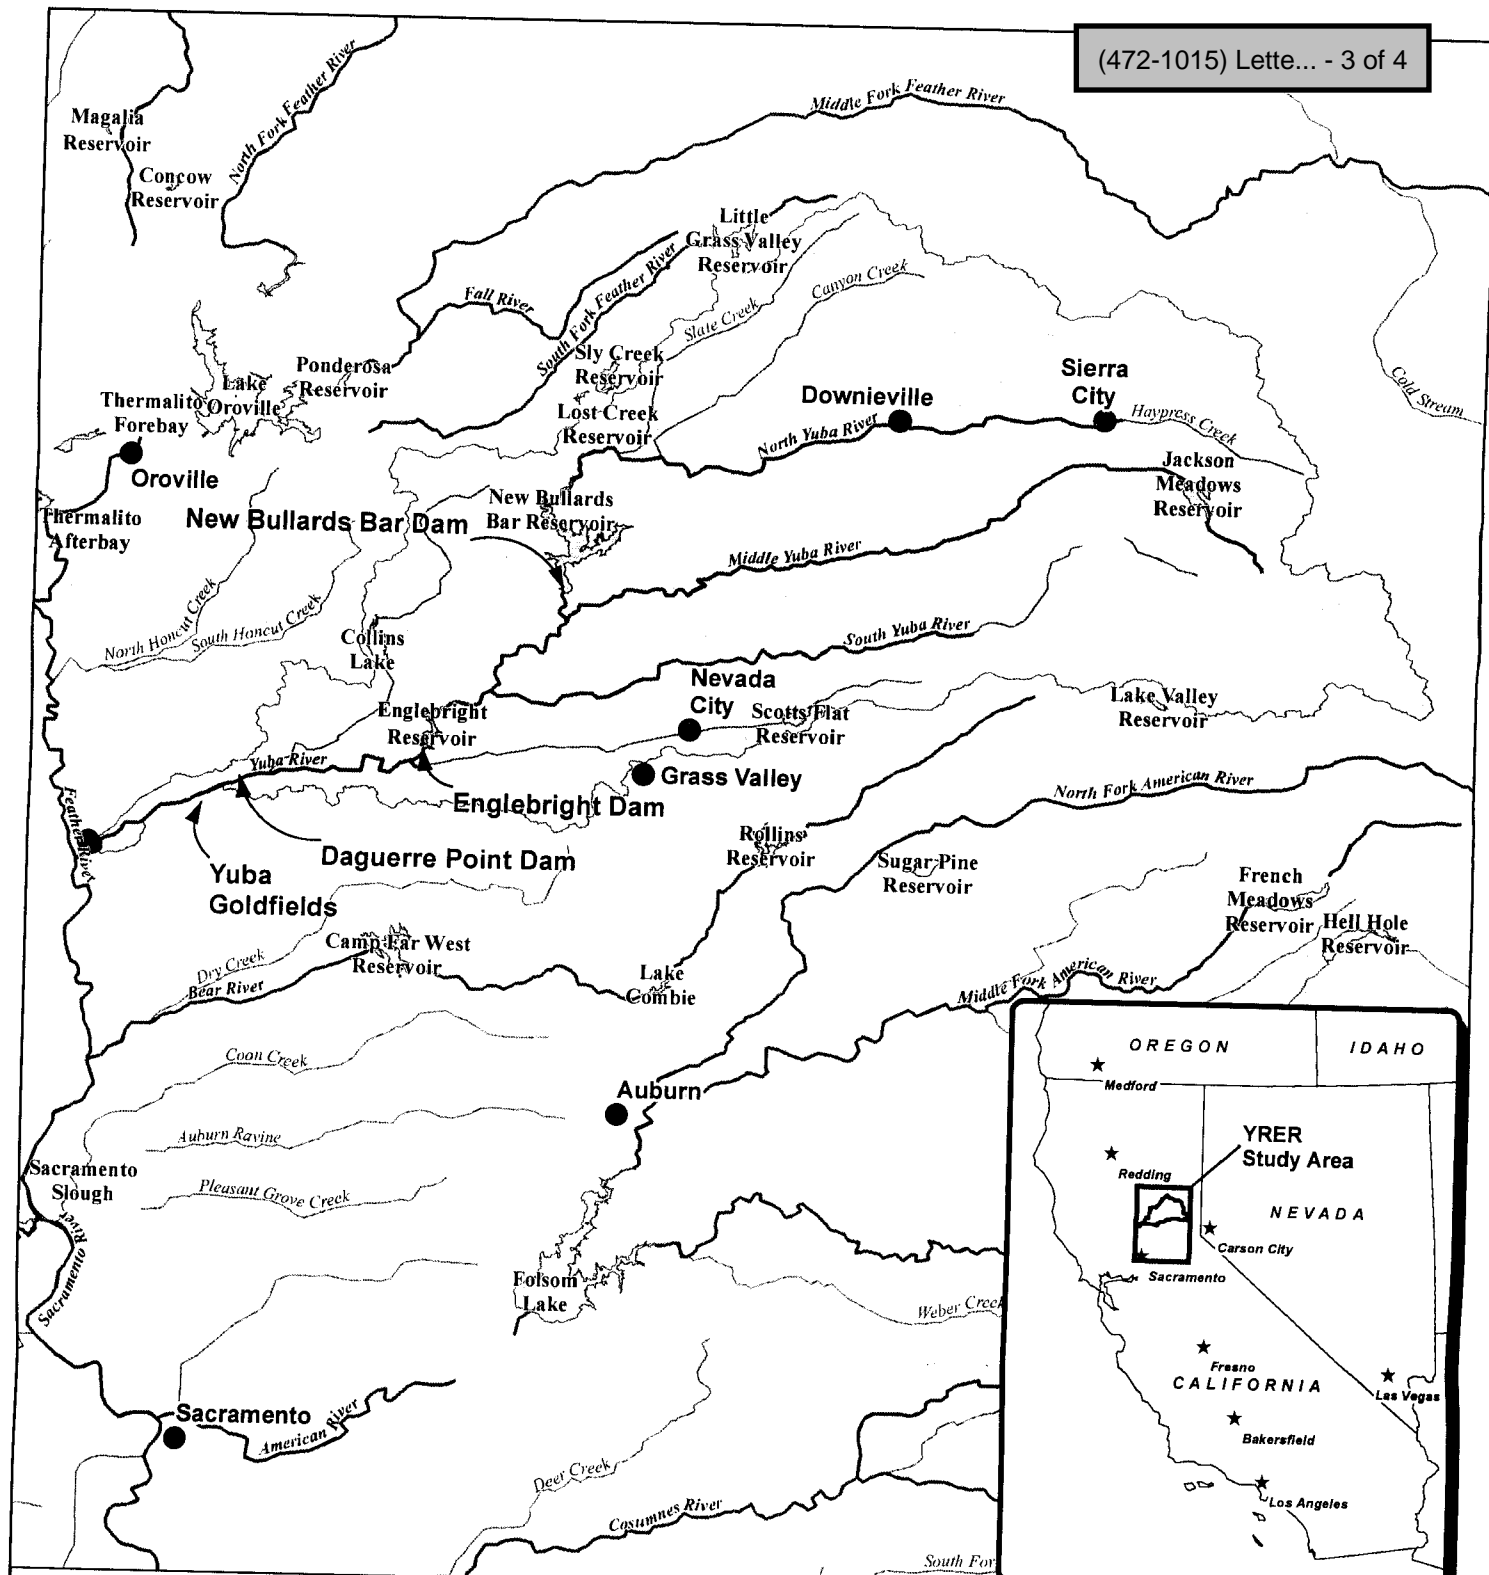 (472-1015) Lette... - 3 of 4
Middle Fork Feather River
North Fork Feather River
Magalia
Reservoir
Concow
Reservoir
Little
Grass Valley
Reservoir
South Fork Feather River
Fall River
Canyon Creek
Slate Creek
Sly Creek
Reservoir
Ponderosa
Reservoir
Lake
Oroville
Thermalito
Forebay
Lost Creek
Reservoir
Downieville
Sierra
City
Cold Stream
Haypress Creek
North Yuba River
Oroville
Jackson
Meadows
Reservoir
New Bullards
Bar Reservoir
New Bullards Bar Dam
Thermalito
Afterbay
Middle Yuba River
North Honcut Creek
South Honcut Creek
Collins
Lake
South Yuba River
Nevada
City
Scotts Flat
Reservoir
Lake Valley
Reservoir
Englebright
Reservoir
Yuba River
Grass Valley
North Fork American River
Englebright Dam
Feather River
Daguerre Point Dam
Yuba
Goldfields
Rollins
Reservoir
Sugar Pine
Reservoir
French
Meadows
Reservoir
Hell Hole
Reservoir
Camp Far West
Reservoir
Dry Creek
Bear River
Lake
Combie
Middle Fork American River
Coon Creek
Auburn
Auburn Ravine
Sacramento
Slough
Pleasant Grove Creek
Sacramento River
Folsom
Lake
Weber Creek
Sacramento
American River
Deer Creek
Cosumnes River
South For
OREGON
IDAHO
Medford
YRER
Study Area
Redding
NEVADA
Carson City
Sacramento
Fresno
CALIFORNIA
Las Vegas
Bakersfield
Los Angeles